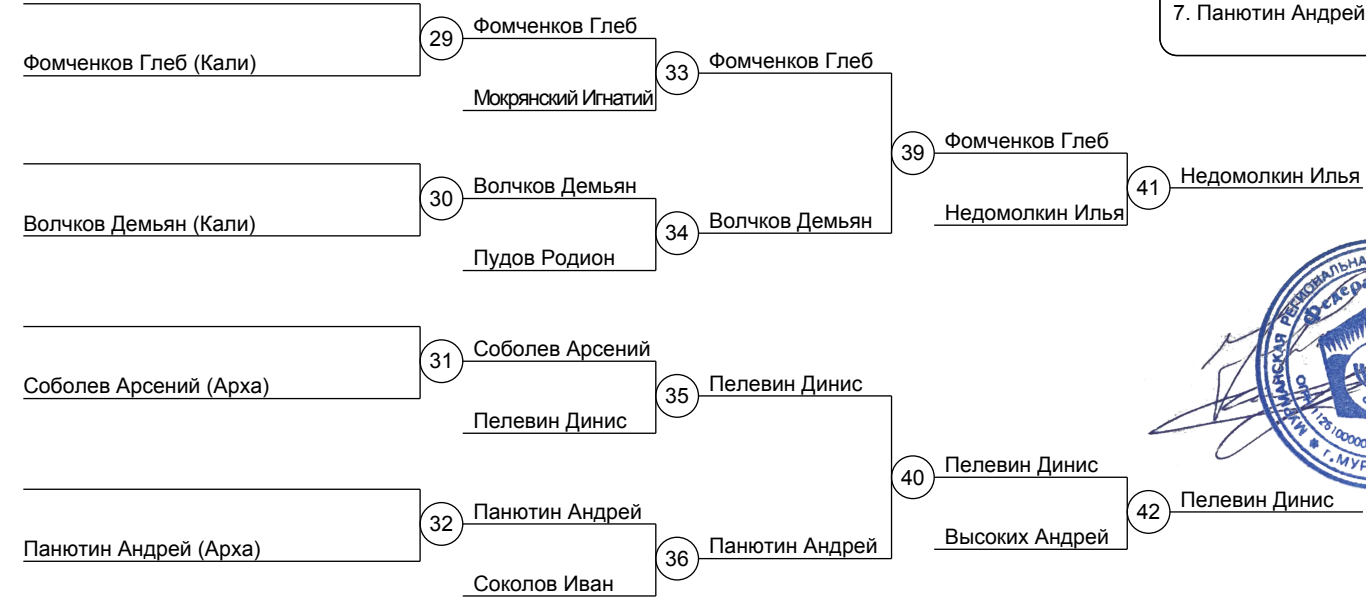 7. Панютин Андрей
29
Фомченков Глеб
Фомченков Глеб (Кали)
33
Фомченков Глеб
Мокрянский Игнатий
39
Фомченков Глеб
41
Недомолкин Илья
30
Волчков Демьян
Недомолкин Илья
Волчков Демьян (Кали)
34
Волчков Демьян
Пудов Родион
31
Соболев Арсений
Соболев Арсений (Арха)
35
Пелевин Динис
Пелевин Динис
40
Пелевин Динис
42
Пелевин Динис
32
Панютин Андрей
Высоких Андрей
Панютин Андрей (Арха)
36
Панютин Андрей
Соколов Иван
МУРМАНСКАЯ